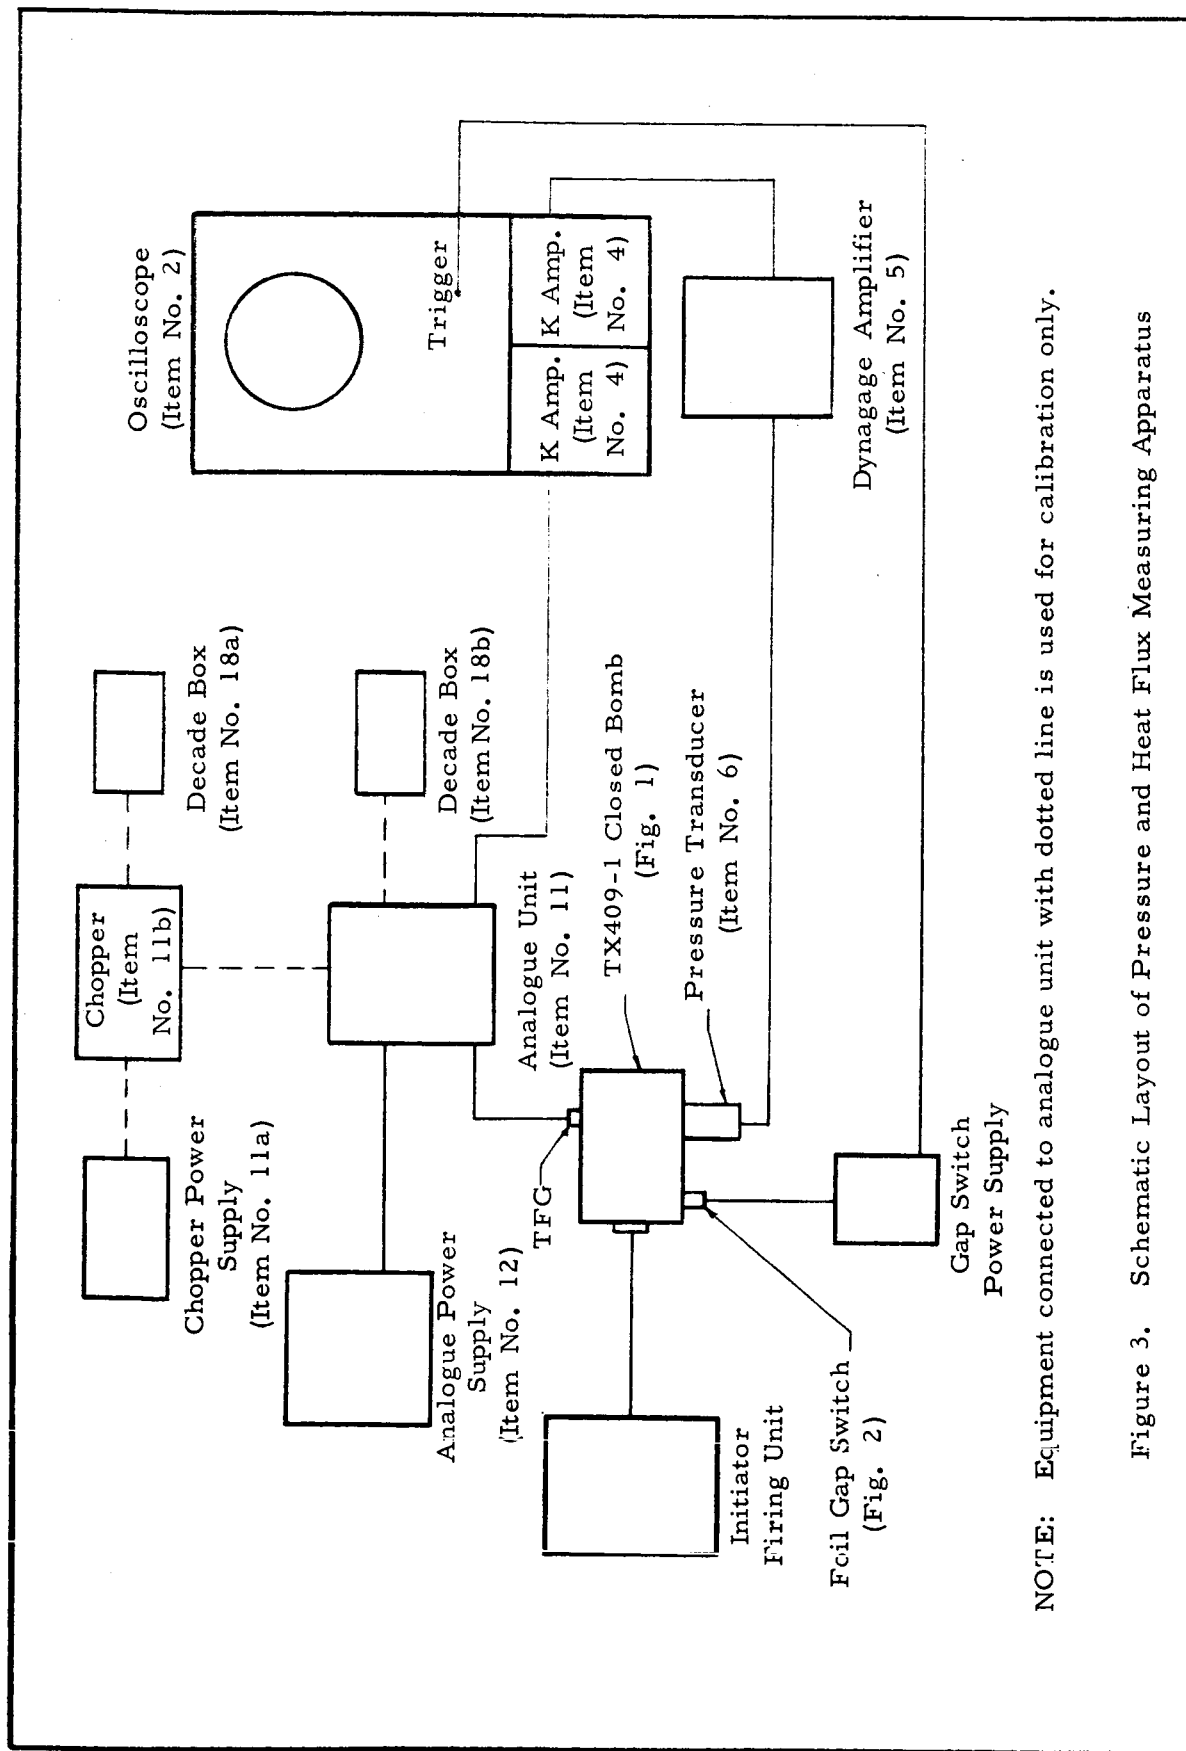 Oscilloscope
(Item No. 2)
Trigger
K Amp.
(Item
No. 4)
K Amp.
(Item
No. 4)
Dynagage Amplifier
(Item No. 5)
Decade Box
(Item No. 18a)
Decade Box
(Item No. 18b)
Chopper
(Item
No. 11b)
Analogue Unit
(Item No. 11)
TX409-1 Closed Bomb
(Fig. 1)
Pressure Transducer
(Item No. 6)
Chopper Power
Supply
(Item No. 11a)
Analogue Power
Supply
(Item No. 12)
TFG
Initiator
Firing Unit
Foil Gap Switch
(Fig. 2)
Gap Switch
Power Supply
NOTE: Equipment connected to analogue unit with dotted line is used for calibration only.
Figure 3. Schematic Layout of Pressure and Heat Flux Measuring Apparatus